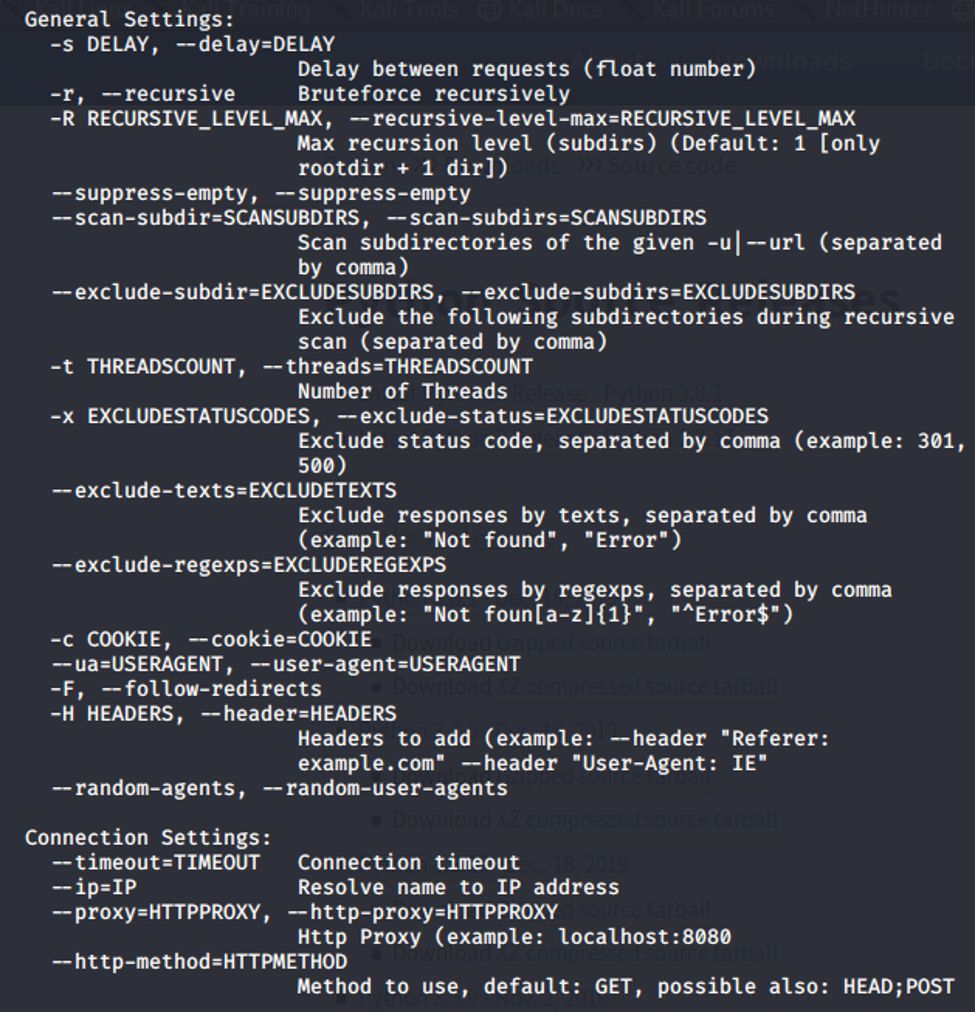 General Settings:
-s DELAY, --delay=DELAY
Delay between requests (float number)
-r, --recursive Bruteforce recursively
-R RECURSIVE_LEVEL_MAX, --recursive-level-max=RECURSIVE_LEVEL_MAX
Max recursion level (subdirs) (Default: 1 [only
rootdir + 1 dir])
--suppress-empty, --suppress-empty
--scan-subdir=SCANSUBDIRS, --scan-subdirs=SCANSUBDIRS
Scan subdirectories of the given -u|--url (separated
by comma)
--exclude-subdir=EXCLUDESUBDIRS, --exclude-subdirs=EXCLUDESUBDIRS
Exclude the following subdirectories during recursive
scan (separated by comma)
-t THREADSCOUNT, --threads=THREADSCOUNT
Number of Threads
-x EXCLUDESTATUSCODES, --exclude-status=EXCLUDESTATUSCODES
Exclude status code, separated by comma (example: 301,
500)
--exclude-texts=EXCLUDETEXTS
Exclude responses by texts, separated by comma
(example: "Not found", "Error")
--exclude-regexps=EXCLUDEREGEXPS
Exclude responses by regexps, separated by comma
(example: "Not foun[a-z]{1}", "^Error$")
-c COOKIE, --cookie=COOKIE
--ua=USERAGENT, --user-agent=USERAGENT
-F, --follow-redirects
-H HEADERS, --header=HEADERS
Headers to add (example: --header "Referer:
example.com" --header "User-Agent: IE"
--random-agents, --random-user-agents
Connection Settings:
--timeout=TIMEOUT Connection timeout
--ip=IP Resolve name to IP address
--proxy=HTTPPROXY, --http-proxy=HTTPPROXY
Http Proxy (example: localhost:8080
--http-method=HTTPMETHOD
Method to use, default: GET, possible also: HEAD;POST